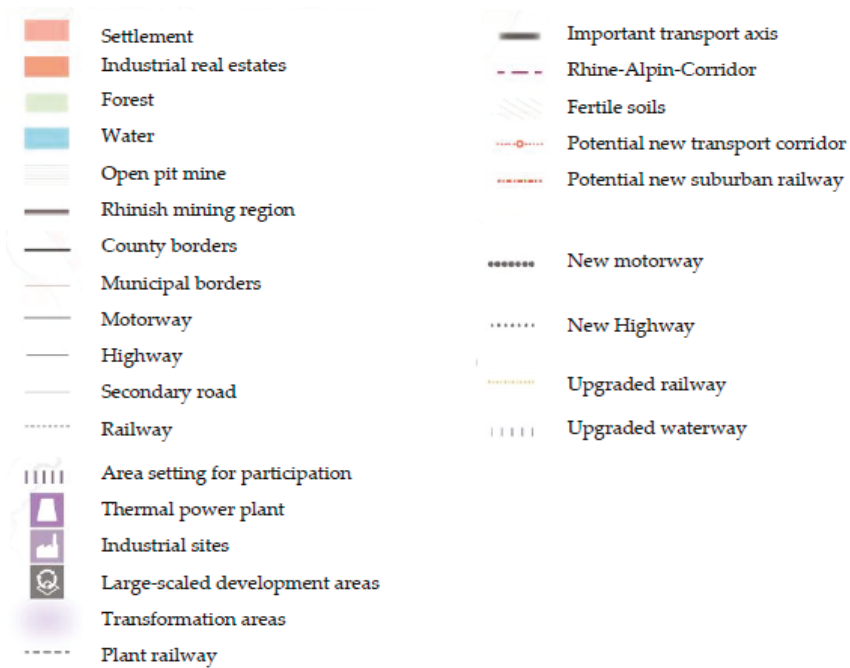 Settlement
Industrial real estates
Forest
Water
Open pit mine
Rhinish mining region
County borders
Municipal borders
Motorway
Highway
Secondary road
Railway
Area setting for participation
Thermal power plant
Industrial sites
Large-scaled development areas
Transformation areas
Plant railway
Important transport axis
Rhine-Alpin-Corridor
Fertile soils
Potential new transport corridor
Potential new suburban railway
New motorway
New Highway
Upgraded railway
Upgraded waterway